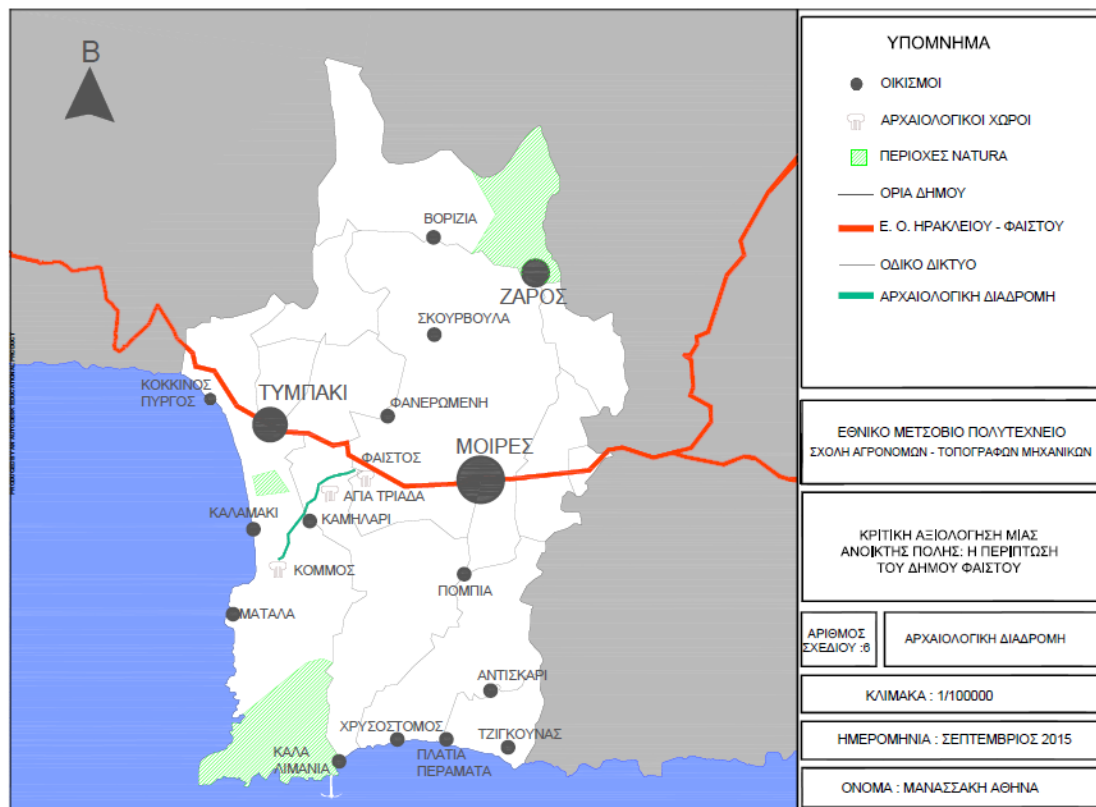 Β
ΒΟΡΙΖΙΑ
ΖΑΡΟΣ
ΣΚΟΥΡΒΟΥΛΑ
ΚΟΚΚΙΝΟΣ
ΠΥΡΓΟΣ
ΤΥΜΠΑΚΙ
ΦΑΝΕΡΩΜΕΝΗ
ΜΟΙΡΕΣ
ΦΑΙΣΤΟΣ
ΑΓΙΑ ΤΡΙΑΔΑ
ΚΑΛΑΜΑΚΙ
ΚΑΜΗΛΑΡΙ
ΚΟΜΜΟΣ
ΠΟΜΠΙΑ
ΜΑΤΑΛΑ
ΑΝΤΙΣΚΑΡΙ
ΧΡΥΣΟΣΤΟΜΟΣ
ΤΖΙΓΚΟΥΝΑΣ
ΠΛΑΤΙΑ
ΠΕΡΑΜΑΤΑ
ΚΑΛΑ
ΛΙΜΑΝΙΑ
ΥΠΟΜΝΗΜΑ
ΟΙΚΙΣΜΟΙ
ΑΡΧΑΙΟΛΟΓΙΚΟΙ ΧΩΡΟΙ
ΠΕΡΙΟΧΕΣ NATURA
ΟΡΙΑ ΔΗΜΟΥ
Ε. Ο. ΗΡΑΚΛΕΙΟΥ - ΦΑΙΣΤΟΥ
ΟΔΙΚΟ ΔΙΚΤΥΟ
ΑΡΧΑΙΟΛΟΓΙΚΗ ΔΙΑΔΡΟΜΗ
ΕΘΝΙΚΟ ΜΕΤΣΟΒΙΟ ΠΟΛΥΤΕΧΝΕΙΟ
ΣΧΟΛΗ ΑΓΡΟΝΟΜΩΝ - ΤΟΠΟΓΡΑΦΩΝ ΜΗΧΑΝΙΚΩΝ
ΚΡΙΤΙΚΗ ΑΞΙΟΛΟΓΗΣΗ ΜΙΑΣ
ΑΝΟΙΚΤΗΣ ΠΟΛΗΣ: Η ΠΕΡΙΠΤΩΣΗ
ΤΟΥ ΔΗΜΟΥ ΦΑΙΣΤΟΥ
ΑΡΙΘΜΟΣ
ΣΧΕΔΙΟΥ :6
ΑΡΧΑΙΟΛΟΓΙΚΗ ΔΙΑΔΡΟΜΗ
ΚΛΙΜΑΚΑ : 1/100000
ΗΜΕΡΟΜΗΝΙΑ : ΣΕΠΤΕΜΒΡΙΟΣ 2015
ΟΝΟΜΑ : ΜΑΝΑΣΣΑΚΗ ΑΘΗΝΑ